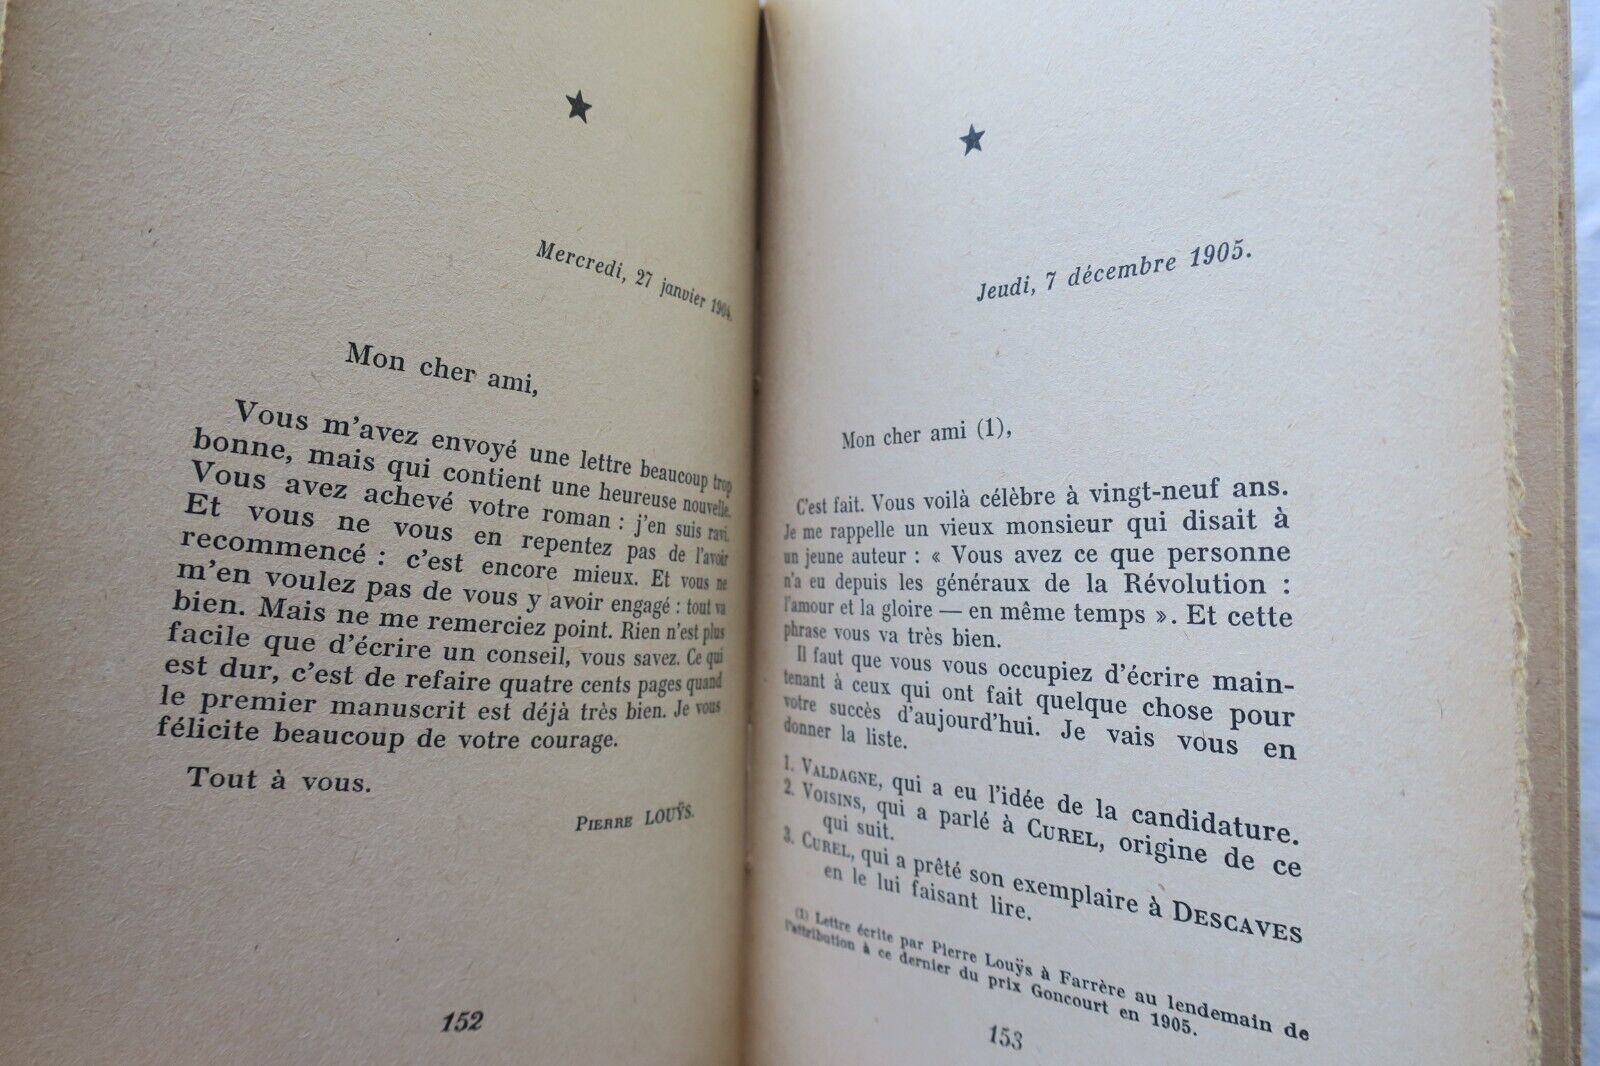 ★
Mercredi, 27 janvier 1904.
Mon cher ami,
Vous m'avez envoyé une lettre beaucoup trop
bonne, mais qui contient une heureuse nouvelle.
Vous avez achevé votre roman : j'en suis ravi.
Et vous ne vous en repentez pas de l'avoir
recommencé : c'est encore mieux. Et vous ne
m'en voulez pas de vous y avoir engagé : tout va
bien. Mais ne me remerciez point. Rien n'est plus
facile que d'écrire un conseil, vous savez. Ce qui
est dur, c'est de refaire quatre cents pages quand
le premier manuscrit est déjà très bien. Je vous
félicite beaucoup de votre courage.
Tout à vous.
PIERRE LOUŸS.
152
★
Jeudi, 7 décembre 1905.
Mon cher ami (1),
C'est fait. Vous voilà célèbre à vingt-neuf ans.
Je me rappelle un vieux monsieur qui disait à
un jeune auteur : « Vous avez ce que personne
n'a eu depuis les généraux de la Révolution :
l'amour et la gloire — en même temps ». Et cette
phrase vous va très bien.
Il faut que vous vous occupiez d'écrire main-
tenant à ceux qui ont fait quelque chose pour
votre succès d'aujourd'hui. Je vais vous en
donner la liste.
1. VALDAGNE, qui a eu l'idée de la candidature.
2. VOISINS, qui a parlé à CUREL, origine de ce
qui suit.
3. CUREL, qui a prêté son exemplaire à DESCAVES
en le lui faisant lire.
(1) Lettre écrite par Pierre Louÿs à Farrère au lendemain de
l'attribution à ce dernier du prix Goncourt en 1905.
153